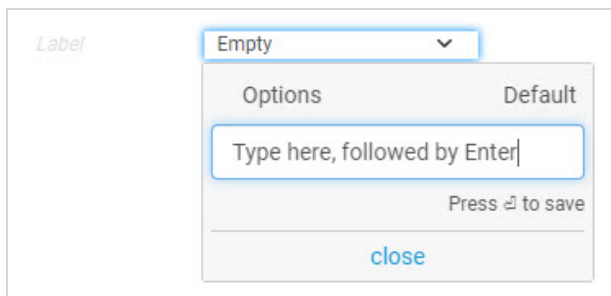 Label Empty
Options Default
Type here, followed by Enter
Press ⏎ to save
close